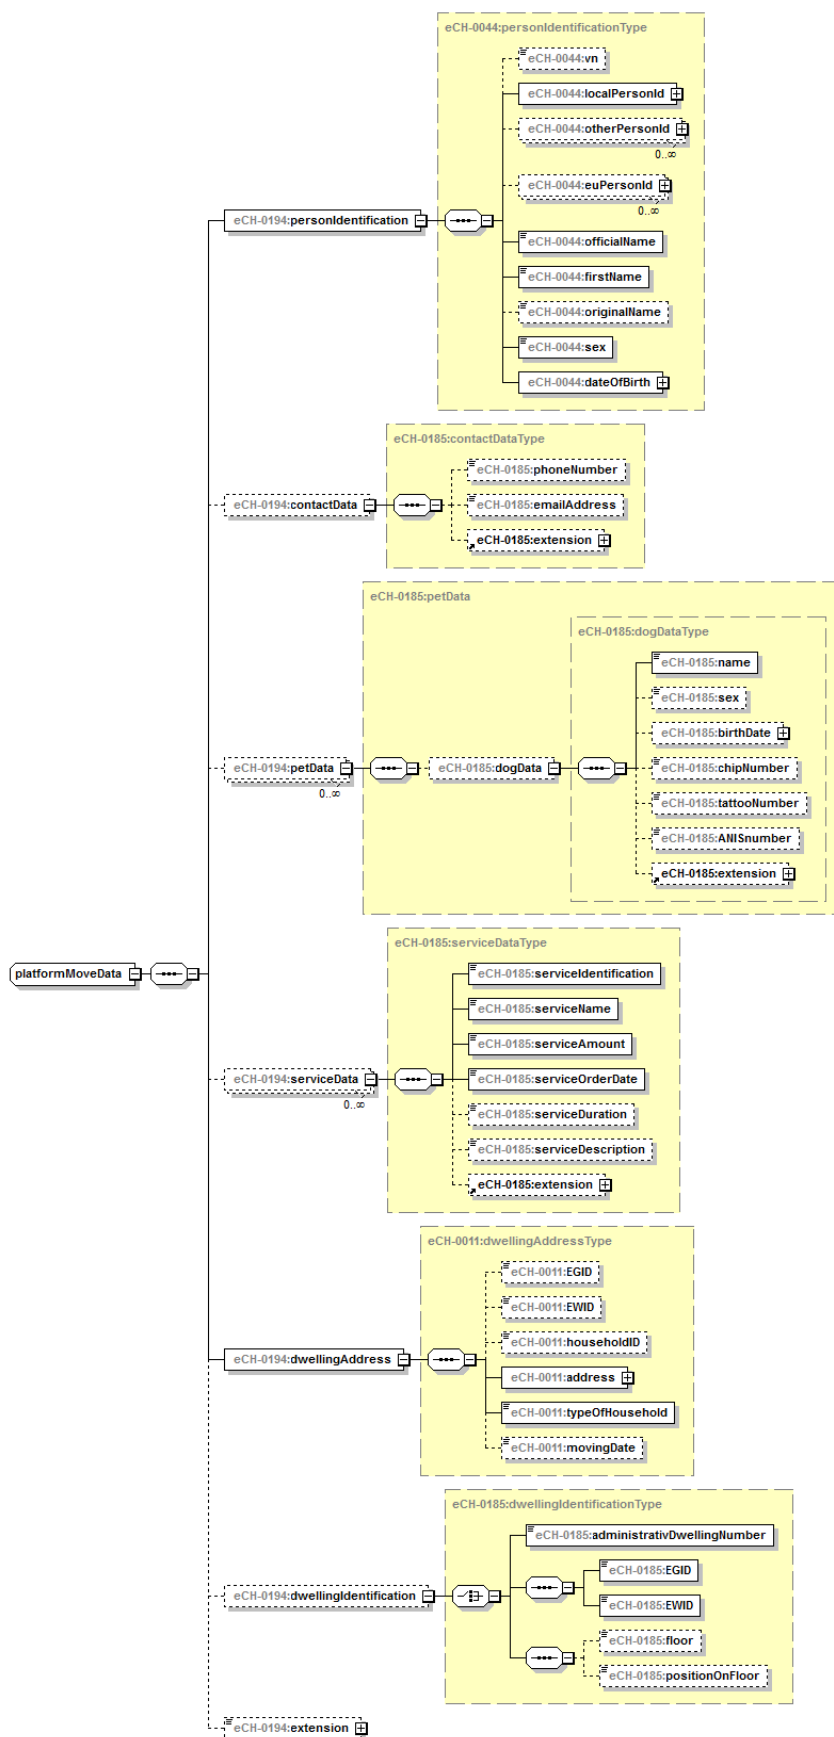 eCH-0044:personIdentificationType
eCH-0044:vn
eCH-0044:localPersonId
eCH-0044:otherPersonId
0..∞
eCH-0044:euPersonId
0..∞
eCH-0194:personIdentification
eCH-0044:officialName
eCH-0044:firstName
eCH-0044:originalName
eCH-0044:sex
eCH-0044:dateOfBirth
eCH-0185:contactDataType
eCH-0185:phoneNumber
eCH-0194:contactData
eCH-0185:emailAddress
eCH-0185:extension
eCH-0185:petData
eCH-0185:dogDataType
eCH-0185:name
eCH-0185:sex
eCH-0185:birthDate
eCH-0194:petData
0..∞
eCH-0185:dogData
eCH-0185:chipNumber
eCH-0185:tattooNumber
eCH-0185:ANISnumber
eCH-0185:extension
platformMoveData
eCH-0185:serviceDataType
eCH-0185:serviceIdentification
eCH-0185:serviceName
eCH-0185:serviceAmount
eCH-0194:serviceData
0..∞
eCH-0185:serviceOrderDate
eCH-0185:serviceDuration
eCH-0185:serviceDescription
eCH-0185:extension
eCH-0011:dwellingAddressType
eCH-0011:EGID
eCH-0011:EWID
eCH-0011:householdID
eCH-0194:dwellingAddress
eCH-0011:address
eCH-0011:typeOfHousehold
eCH-0011:movingDate
eCH-0185:dwellingIdentificationType
eCH-0185:administrativDwellingNumber
eCH-0194:dwellingIdentification
eCH-0185:EGID
eCH-0185:EWID
eCH-0185:floor
eCH-0185:positionOnFloor
eCH-0194:extension